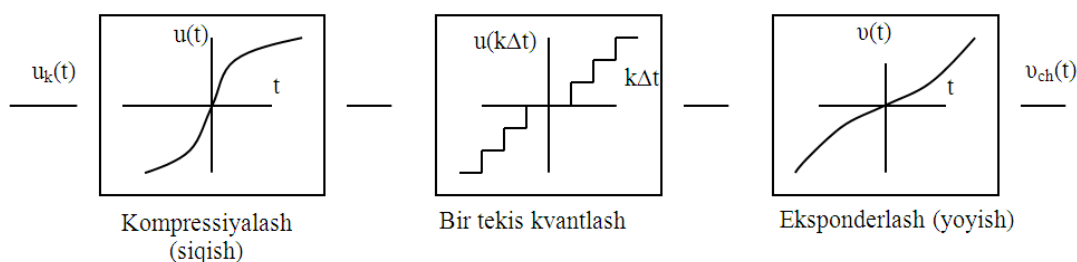 u(t)
u(kΔt)
υ(t)
uk(t)
t
kΔt
t
υch(t)
Kompressiyalash
(siqish)
Bir tekis kvantlash
Eksponderlash (yoyish)